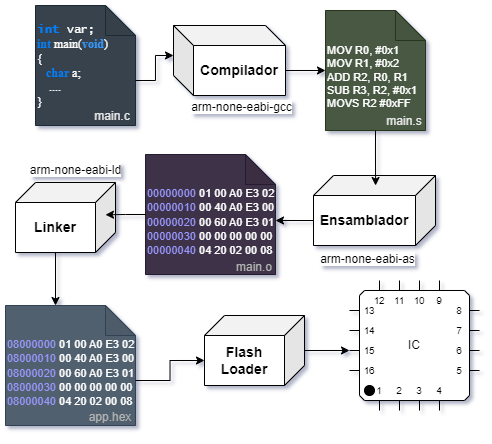 int var;
int main(void)
{
char a;
....
}
main.c
Compilador
arm-none-eabi-gcc
MOV R0, #0x1
MOV R1, #0x2
ADD R2, R0, R1
SUB R3, R2, #0x1
MOVS R2 #0xFF
main.s
Ensamblador
arm-none-eabi-as
00000000 01 00 A0 E3 02
00000010 00 40 A0 E3 00
00000020 00 60 A0 E3 01
00000030 00 00 00 00 00
00000040 04 20 02 00 08
main.o
arm-none-eabi-ld
Linker
08000000 01 00 A0 E3 02
08000010 00 40 A0 E3 00
08000020 00 60 A0 E3 01
08000030 00 00 00 00 00
08000040 04 20 02 00 08
app.hex
Flash
Loader
12 11 10 9
13 8
14 7
15 IC 6
16 5
1 2 3 4